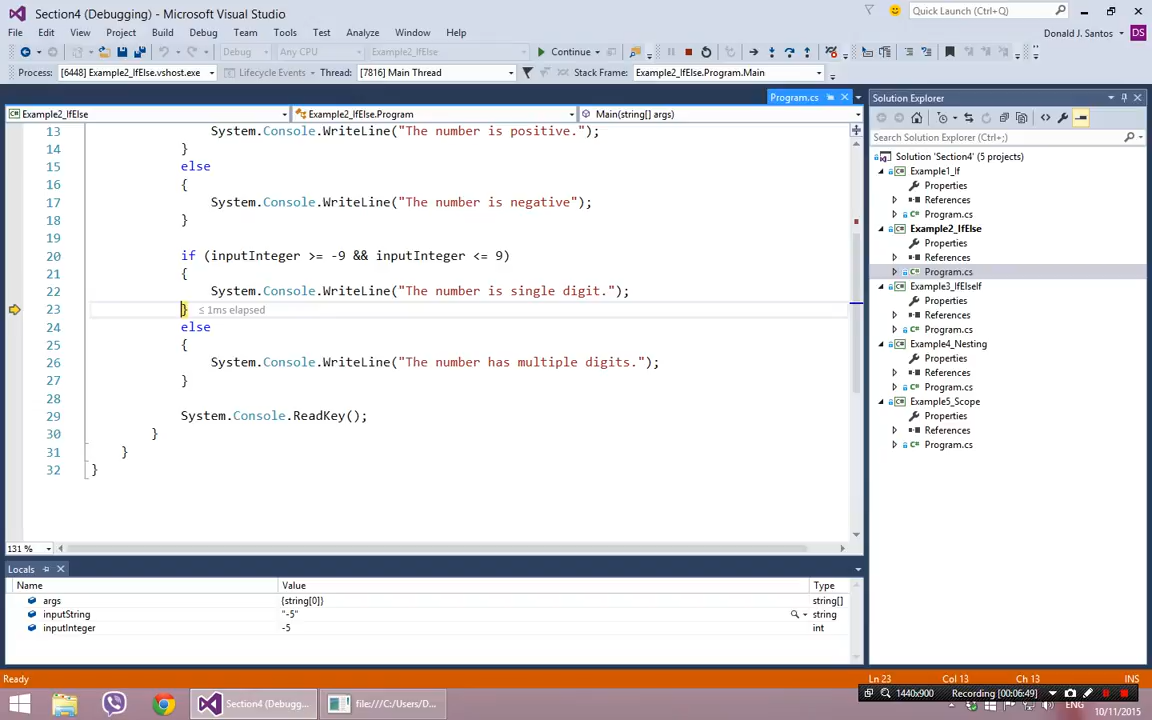 Section4 (Debugging) - Microsoft Visual Studio
Quick Launch (Ctrl+;)
File Edit View Project Build Debug Team Tools Test Analyze Window Help
Donald J. Santos DS
Debug Any CPU Example2_IfElse Continue
Process: [6448] Example2_IfElse.vshost.exe Lifecycle Events Thread: [7816] Main Thread Stack Frame: Example2_IfElse.Program.Main
Program.cs
Example2_IfElse Example2_IfElse.Program Main(string[] args)
13 System.Console.WriteLine("The number is positive.");
14 }
15 else
16 {
17 System.Console.WriteLine("The number is negative");
18 }
19
20 if (inputInteger >= -9 && inputInteger <= 9)
21 {
22 System.Console.WriteLine("The number is single digit.");
23 } ≤ 1ms elapsed
24 else
25 {
26 System.Console.WriteLine("The number has multiple digits.");
27 }
28
29 System.Console.ReadKey();
30 }
31 }
32 }
131 %
Solution Explorer
Search Solution Explorer (Ctrl+;)
Solution 'Section4' (5 projects)
Example1_If
Properties
References
Program.cs
Example2_IfElse
Properties
References
Program.cs
Example3_IfElseIf
Properties
References
Program.cs
Example4_Nesting
Properties
References
Program.cs
Example5_Scope
Properties
References
Program.cs
Locals
Name Value Type
args {string[0]} string[]
inputString "-5" string
inputInteger -5 int
Ready Ln 23 Col 13 Ch 13 INS
Section4 (Debugg... file:///C:/Users/D...
1440x900 Recording [00:06:49]
ENG
10/11/2015